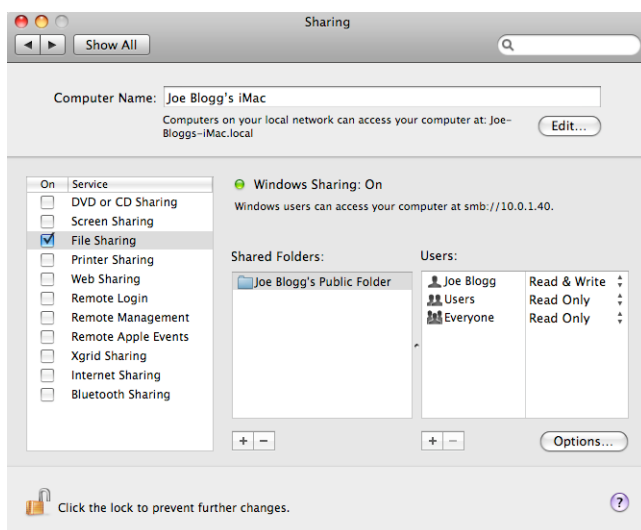 Sharing
Show All
Computer Name: Joe Blogg's iMac
Computers on your local network can access your computer at: Joe-
Bloggs-iMac.local
Edit...
On Service
DVD or CD Sharing
Screen Sharing
File Sharing
Printer Sharing
Web Sharing
Remote Login
Remote Management
Remote Apple Events
Xgrid Sharing
Internet Sharing
Bluetooth Sharing
Windows Sharing: On
Windows users can access your computer at smb://10.0.1.40.
Shared Folders:
Joe Blogg's Public Folder
Users:
Joe Blogg Read & Write
Users Read Only
Everyone Read Only
+ −
+ −
Options...
Click the lock to prevent further changes.
?